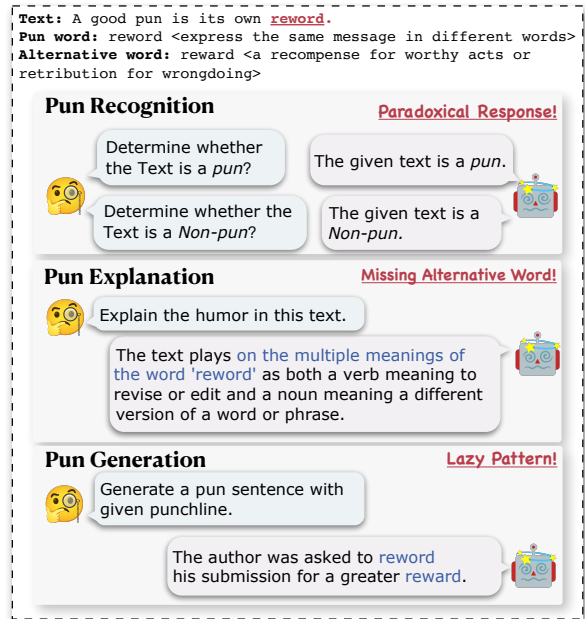 Text: A good pun is its own reword.
Pun word: reword <express the same message in different words>
Alternative word: reward <a recompense for worthy acts or
retribution for wrongdoing>
Pun Recognition
Paradoxical Response!
Determine whether
the Text is a pun?
The given text is a pun.
Determine whether the
Text is a Non-pun?
The given text is a
Non-pun.
Pun Explanation
Missing Alternative Word!
Explain the humor in this text.
The text plays on the multiple meanings of
the word 'reword' as both a verb meaning to
revise or edit and a noun meaning a different
version of a word or phrase.
Pun Generation
Lazy Pattern!
Generate a pun sentence with
given punchline.
The author was asked to reword
his submission for a greater reward.